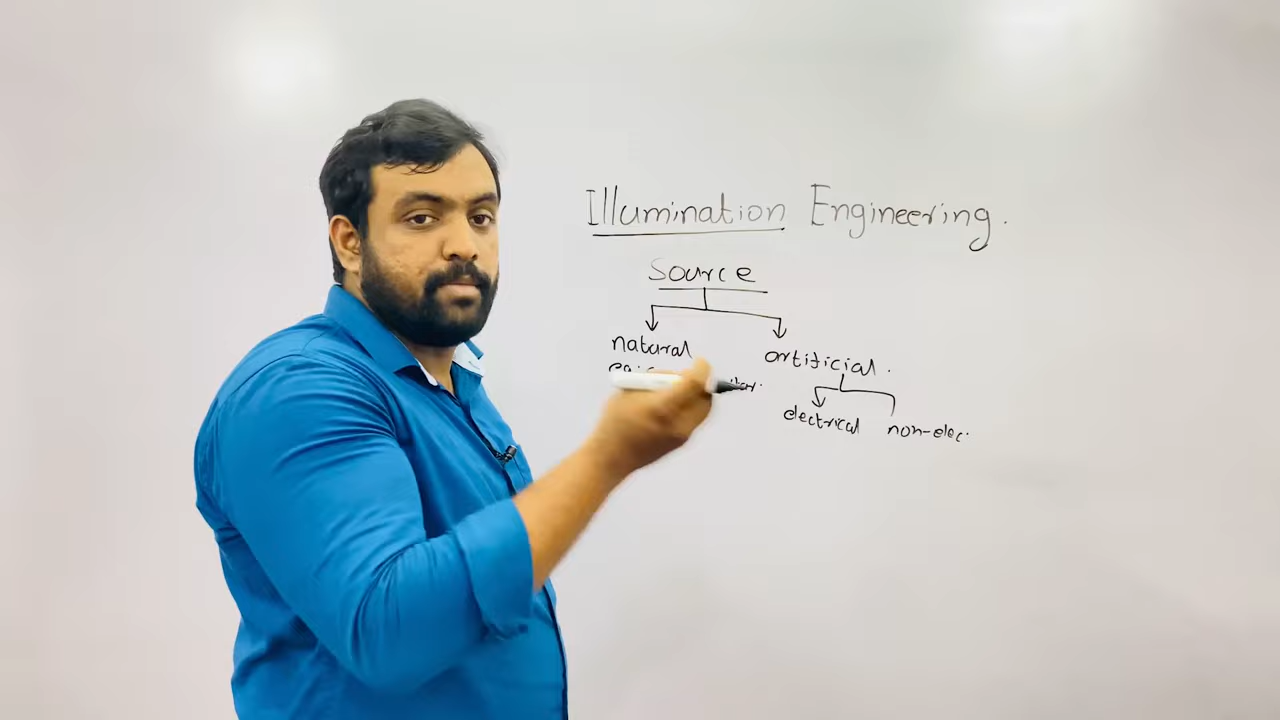 Illumination Engineering.
Source
natural
artificial.
electrical non-elec.